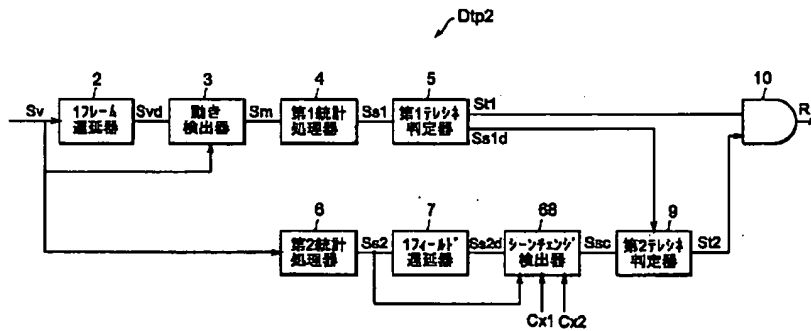 Dtp2
2
3
4
5
10
Sv
1フレーム
遅延器
Svd
動き
検出器
Sm
第1統計
処理器
Ss1
第1テレシネ
判定器
St1
Ss1d
R
6
7
68
9
第2統計
処理器
Ss2
1フィールド
遅延器
Ss2d
シーンチェンジ
検出器
Ssc
第2テレシネ
判定器
St2
Cx1
Cx2